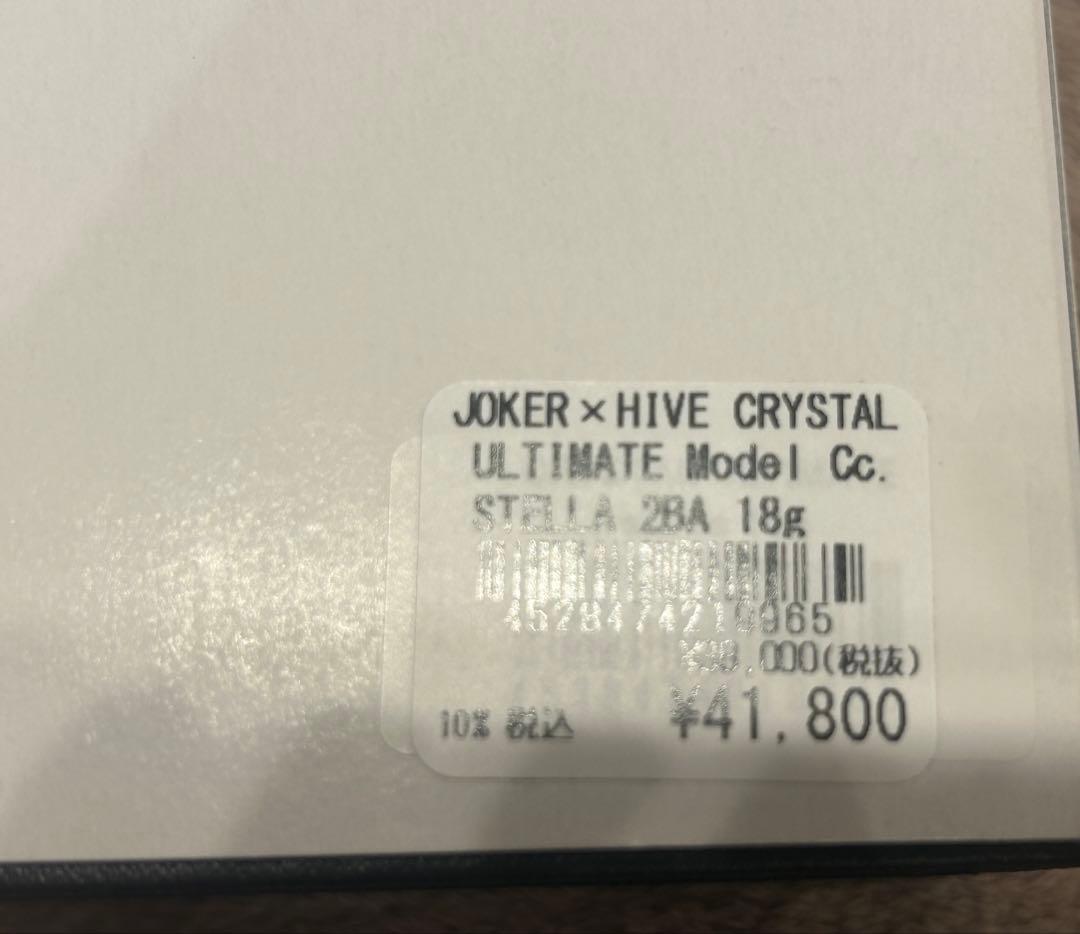 JOKER×HIVE CRYSTAL
ULTIMATE Model Cc.
STELLA 2BA 18g
4528474210965
¥38,000(税抜)
10% 税込 ¥41,800